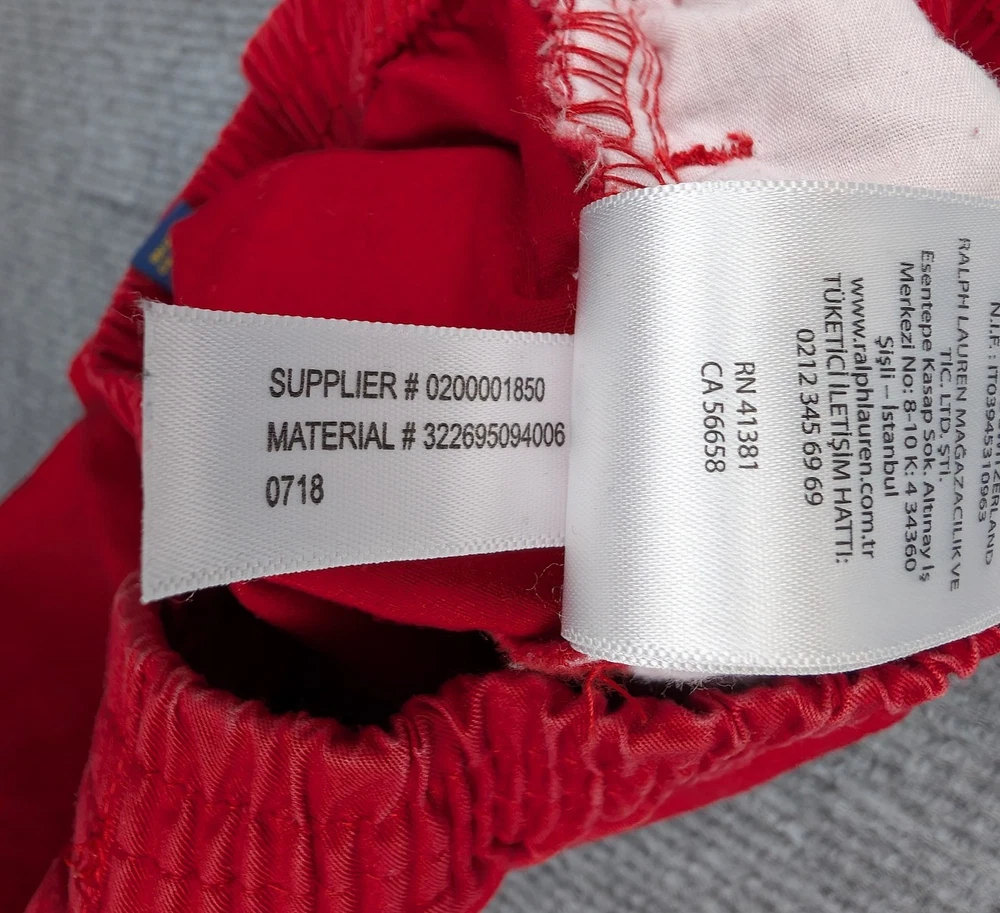 SUPPLIER # 0200001850
MATERIAL # 322695094006
0718
N.I.F. : IT03945310963
RALPH LAUREN MAĞAZACILIK VE
TİC. LTD. ŞTİ.
Esentepe Kasap Sok. Altınay İş
Merkezi No: 8-10 K: 4 34360
Şişli – İstanbul
www.ralphlauren.com.tr
TÜKETİCİ İLETİŞİM HATTI:
0212 345 69 69
RN 41381
CA 56658